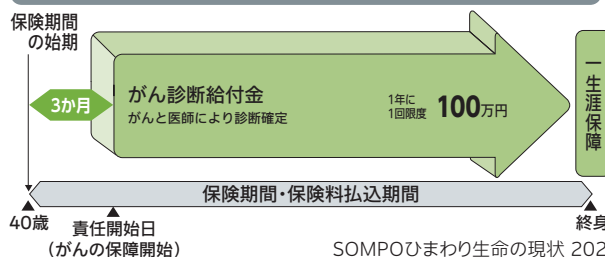 保険期間
の始期
3か月
がん診断給付金
がんと医師により診断確定
1年に
1回限度
100万円
一生涯保障
保険期間・保険料払込期間
40歳
責任開始日
(がんの保障開始)
終身
SOMPOひまわり生命の現状 202